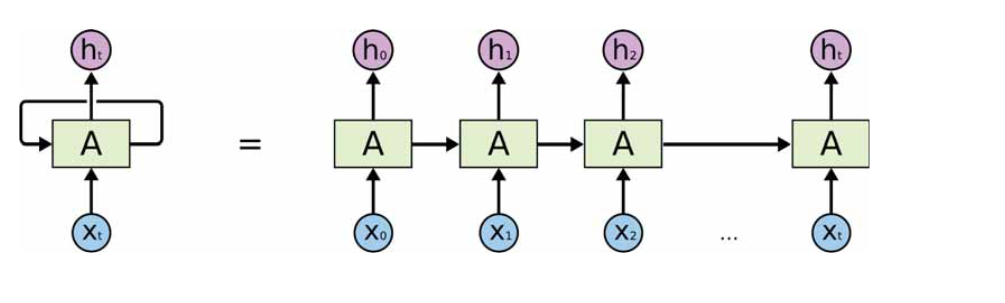 hₜ h₀ h₁ h₂ hₜ
A = A A A A
xₜ x₀ x₁ x₂ ... xₜ